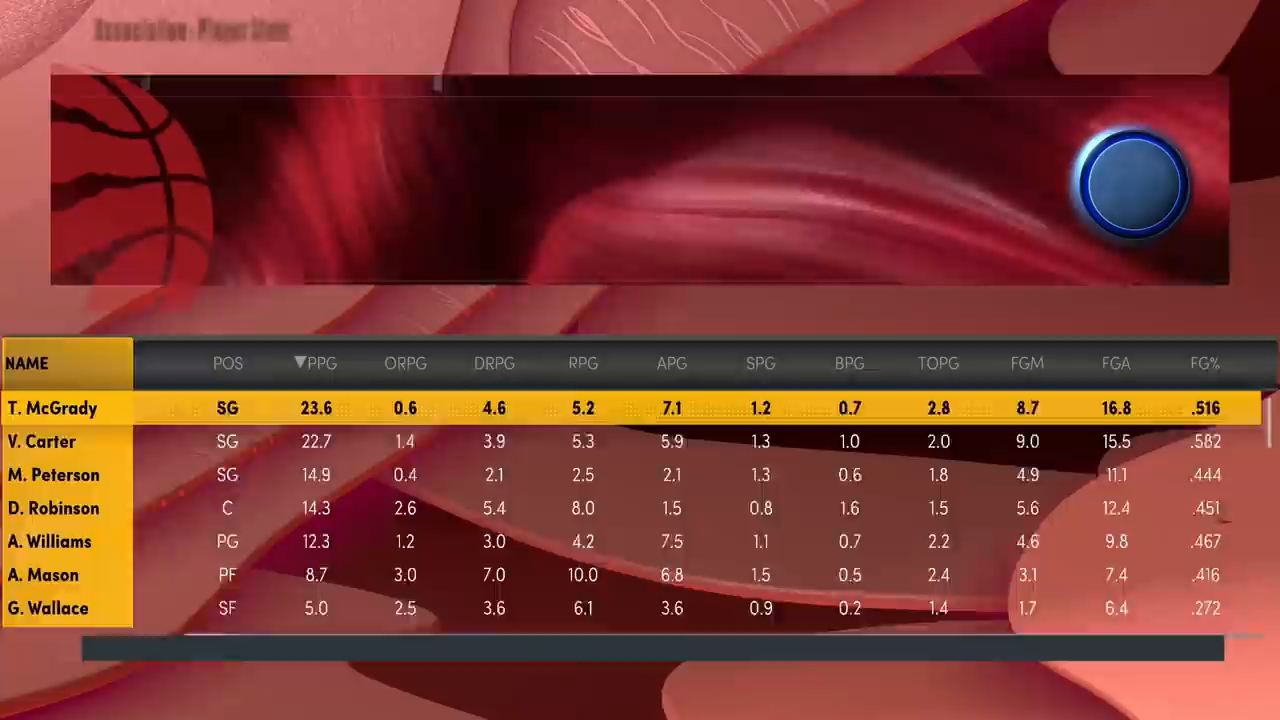 NAME POS ▼PPG ORPG DRPG RPG APG SPG BPG TOPG FGM FGA FG%
T. McGrady SG 23.6 0.6 4.6 5.2 7.1 1.2 0.7 2.8 8.7 16.8 .516
V. Carter SG 22.7 1.4 3.9 5.3 5.9 1.3 1.0 2.0 9.0 15.5 .582
M. Peterson SG 14.9 0.4 2.1 2.5 2.1 1.3 0.6 1.8 4.9 11.1 .444
D. Robinson C 14.3 2.6 5.4 8.0 1.5 0.8 1.6 1.5 5.6 12.4 .451
A. Williams PG 12.3 1.2 3.0 4.2 7.5 1.1 0.7 2.2 4.6 9.8 .467
A. Mason PF 8.7 3.0 7.0 10.0 6.8 1.5 0.5 2.4 3.1 7.4 .416
G. Wallace SF 5.0 2.5 3.6 6.1 3.6 0.9 0.2 1.4 1.7 6.4 .272